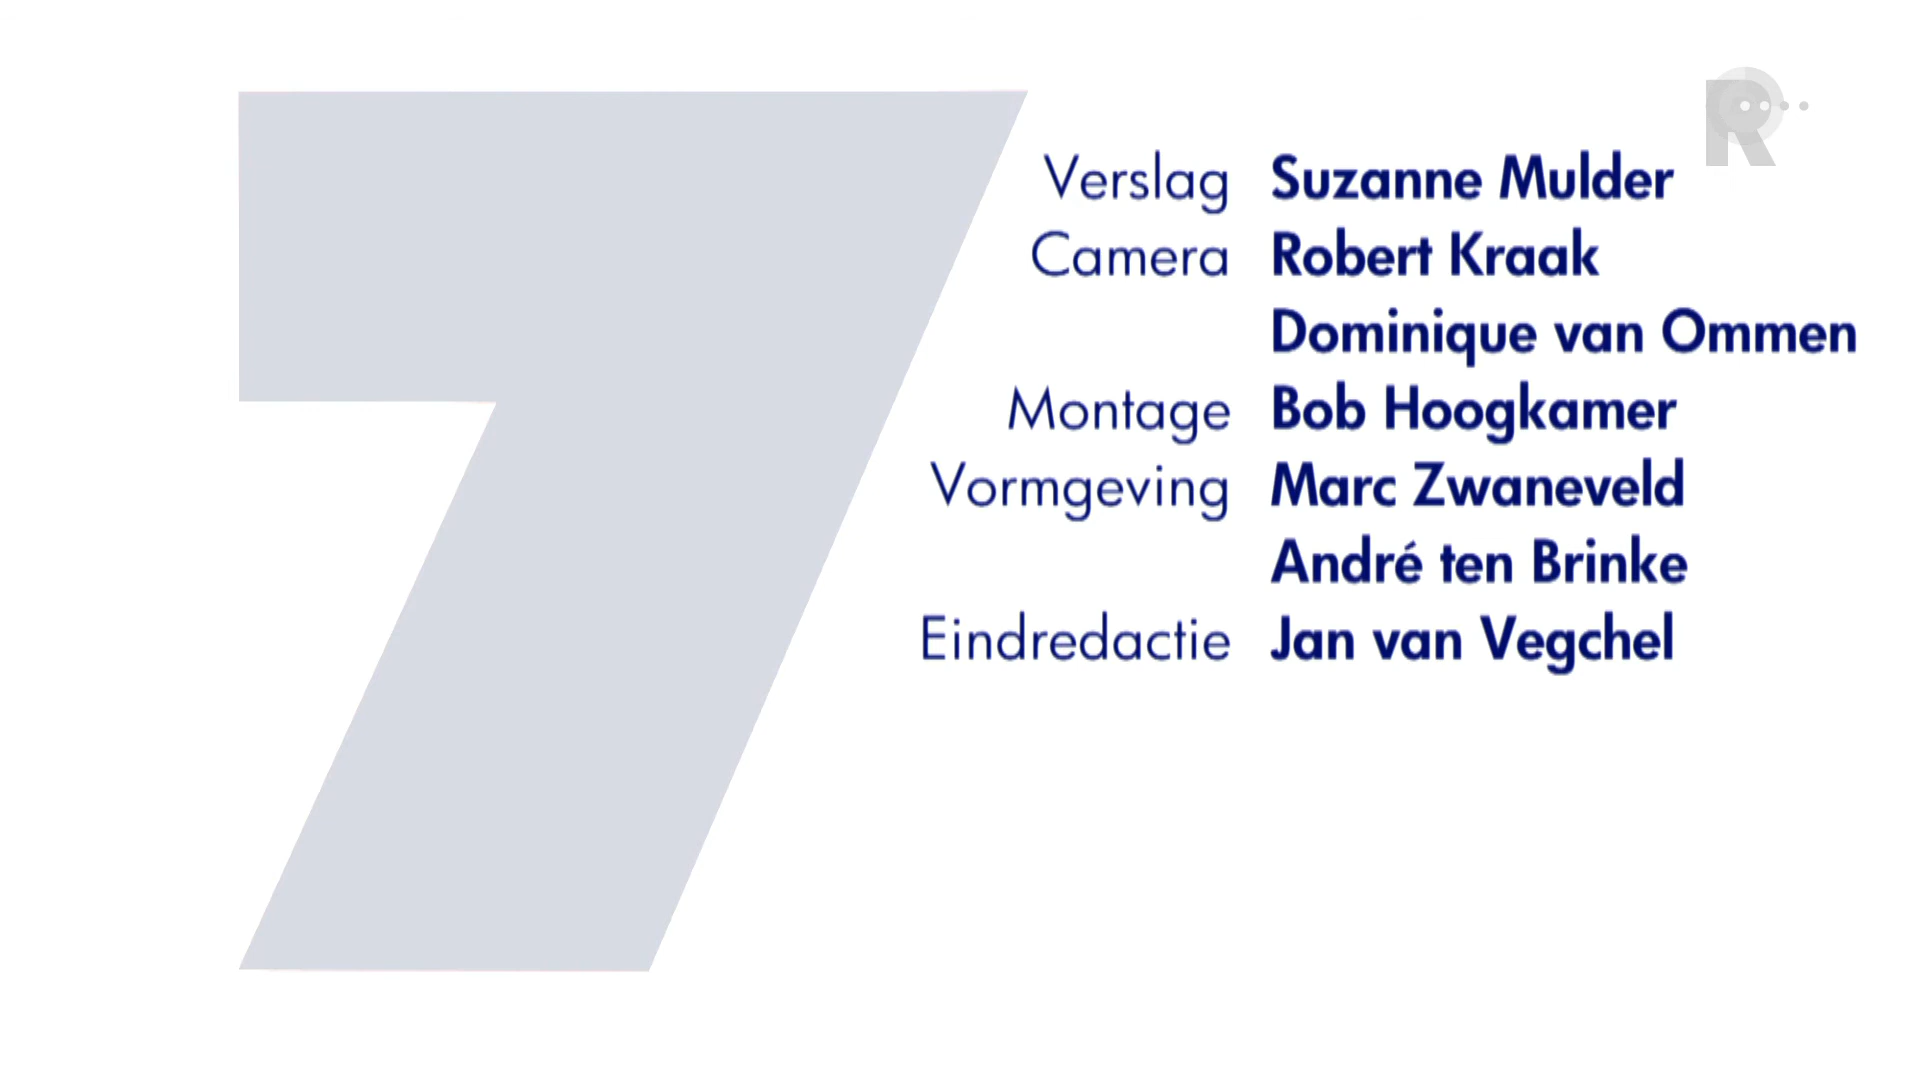 7
R
Verslag Suzanne Mulder
Camera Robert Kraak
Dominique van Ommen
Montage Bob Hoogkamer
Vormgeving Marc Zwaneveld
André ten Brinke
Eindredactie Jan van Vegchel